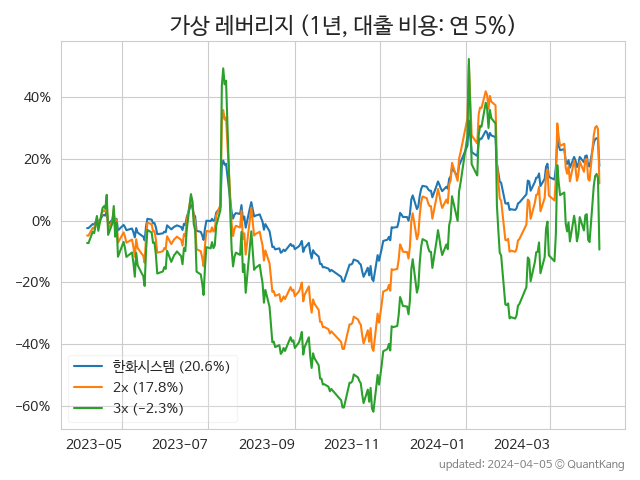 가상 레버리지 (1년, 대출 비용: 연 5%)
40%
20%
0%
−20%
−40%
−60%
한화시스템 (20.6%)
2x (17.8%)
3x (−2.3%)
2023-05 2023-07 2023-09 2023-11 2024-01 2024-03
updated: 2024-04-05 © QuantKang